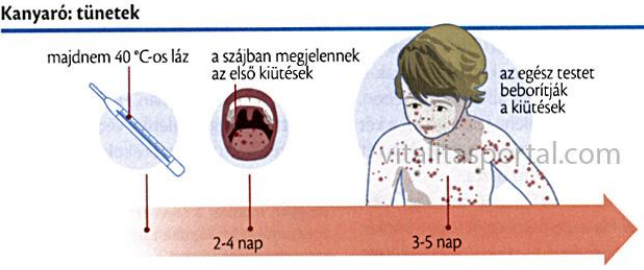 Kanyaró: tünetek
majdnem 40 °C-os láz
a szájban megjelennek
az első kiütések
az egész testet
beborítják
a kiütések
vitalitasportal.com
2-4 nap
3-5 nap